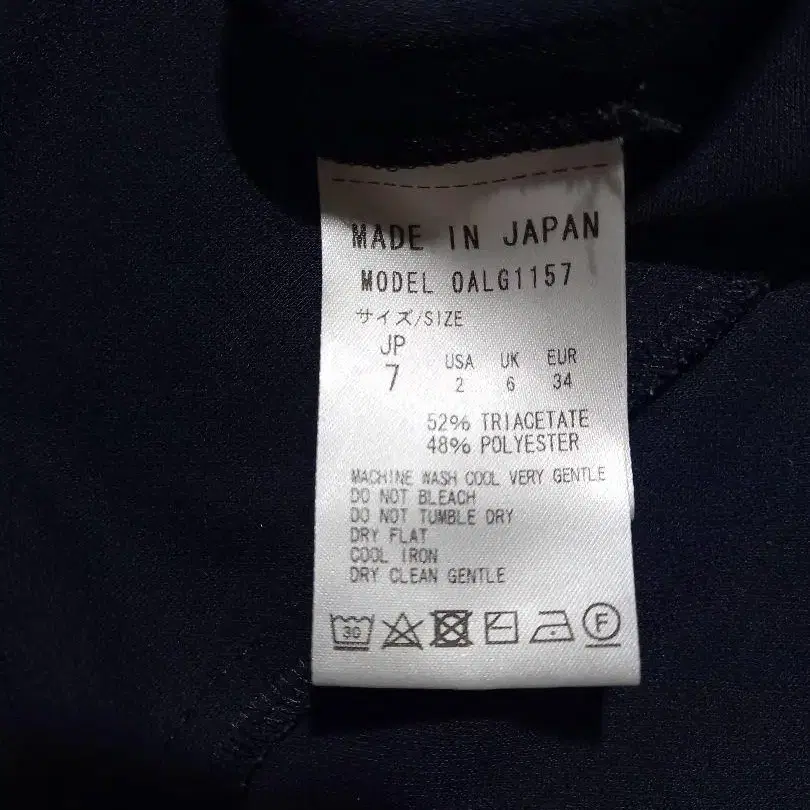 MADE IN JAPAN
MODEL OALG1157
サイズ/SIZE
JP USA UK EUR
7 2 6 34
52% TRIACETATE
48% POLYESTER
MACHINE WASH COOL VERY GENTLE
DO NOT BLEACH
DO NOT TUMBLE DRY
DRY FLAT
COOL IRON
DRY CLEAN GENTLE
30 F